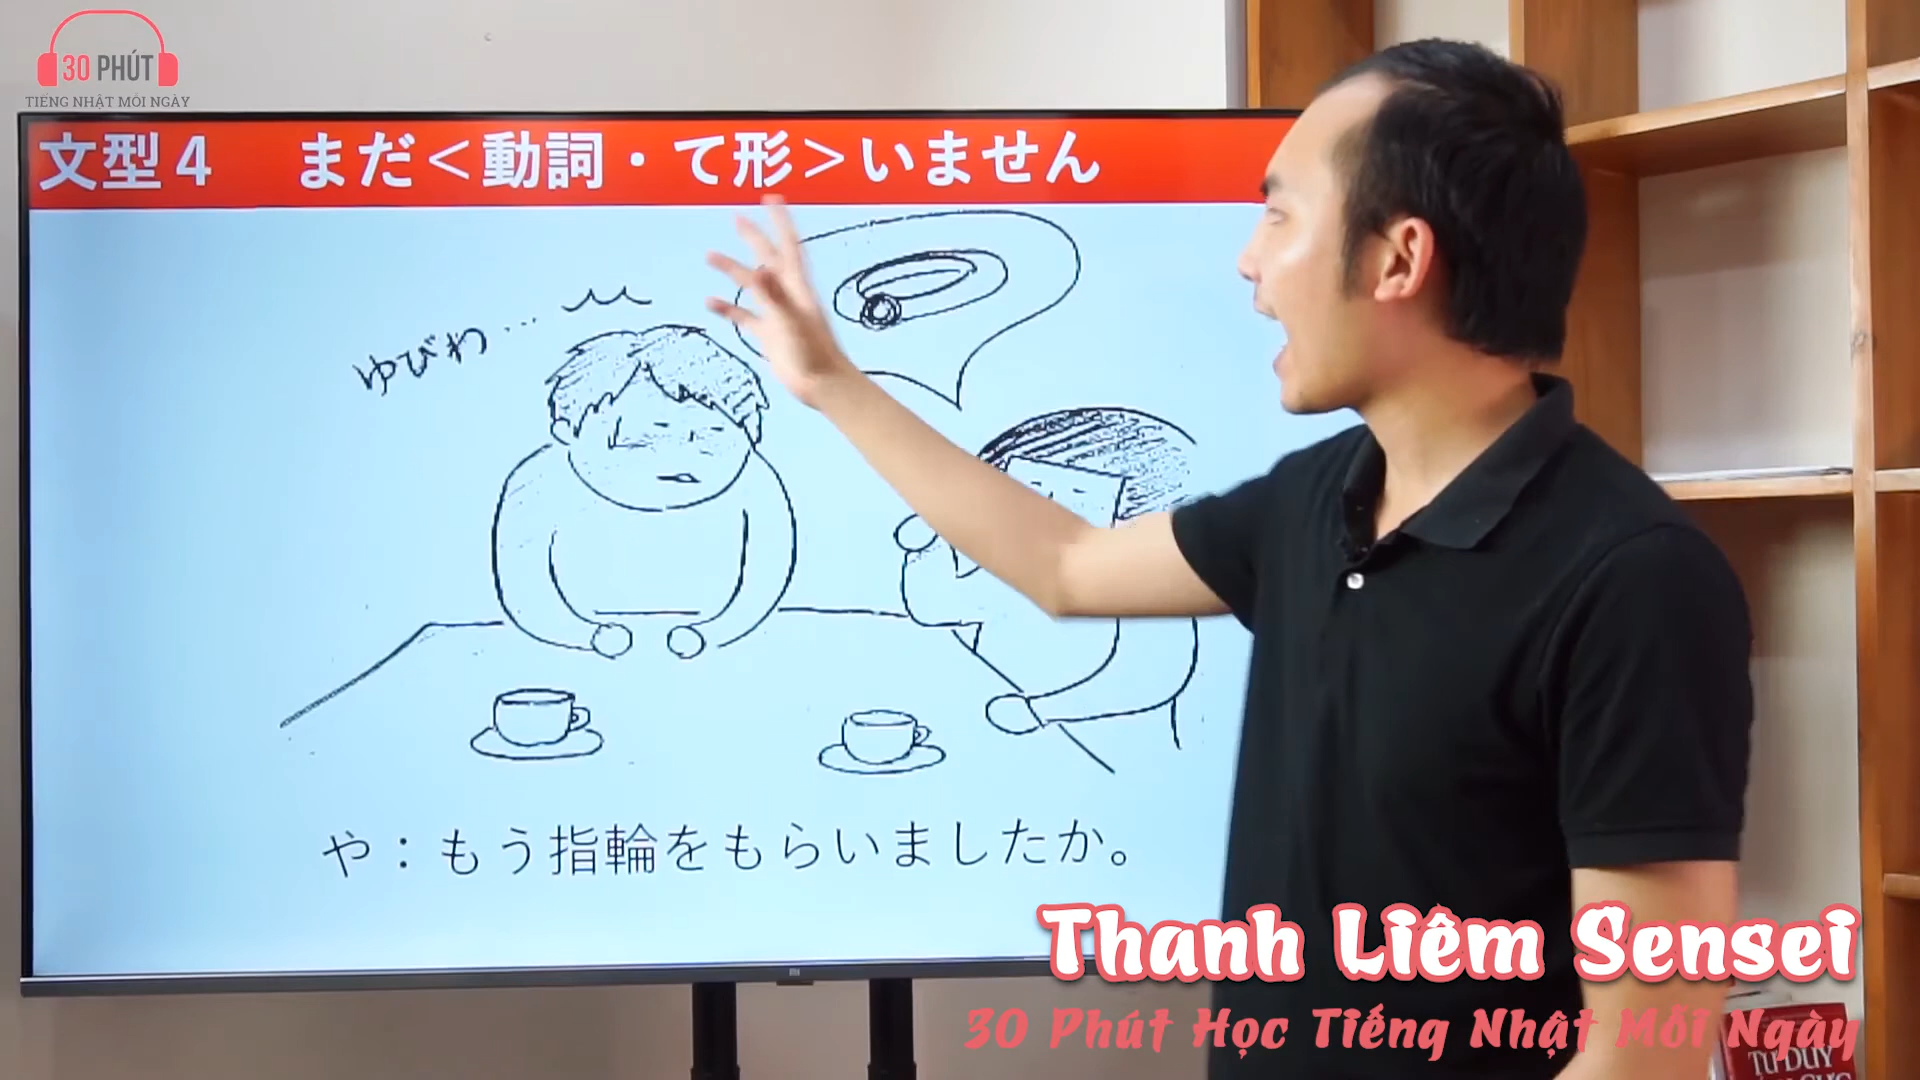 30 PHÚT
TIẾNG NHẬT MỖI NGÀY
文型４　まだ＜動詞・て形＞いません
ゆびわ…
や：もう指輪をもらいましたか。
Thanh Liêm Sensei
30 Phút Học Tiếng Nhật Mỗi Ngày
TƯ DUY